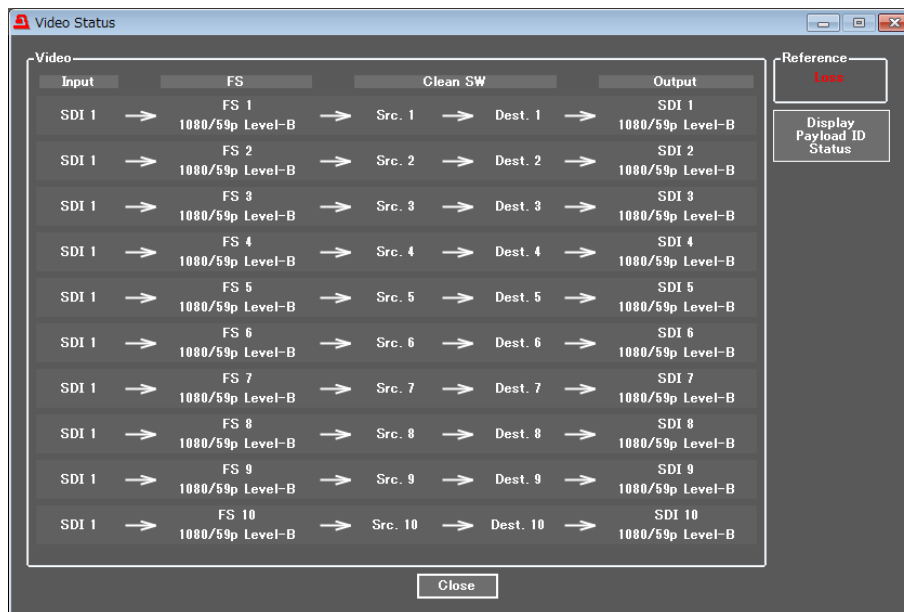 Video Status
Video
Reference
Input FS Clean SW Output
Loss
SDI 1 FS 1 1080/59p Level-B Src. 1 Dest. 1 SDI 1 1080/59p Level-B
Display Payload ID Status
SDI 1 FS 2 1080/59p Level-B Src. 2 Dest. 2 SDI 2 1080/59p Level-B
SDI 1 FS 3 1080/59p Level-B Src. 3 Dest. 3 SDI 3 1080/59p Level-B
SDI 1 FS 4 1080/59p Level-B Src. 4 Dest. 4 SDI 4 1080/59p Level-B
SDI 1 FS 5 1080/59p Level-B Src. 5 Dest. 5 SDI 5 1080/59p Level-B
SDI 1 FS 6 1080/59p Level-B Src. 6 Dest. 6 SDI 6 1080/59p Level-B
SDI 1 FS 7 1080/59p Level-B Src. 7 Dest. 7 SDI 7 1080/59p Level-B
SDI 1 FS 8 1080/59p Level-B Src. 8 Dest. 8 SDI 8 1080/59p Level-B
SDI 1 FS 9 1080/59p Level-B Src. 9 Dest. 9 SDI 9 1080/59p Level-B
SDI 1 FS 10 1080/59p Level-B Src. 10 Dest. 10 SDI 10 1080/59p Level-B
Close